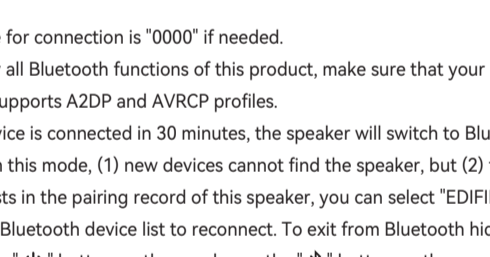 for connection is "0000" if needed.
all Bluetooth functions of this product, make sure that your
upports A2DP and AVRCP profiles.
ice is connected in 30 minutes, the speaker will switch to Blu
this mode, (1) new devices cannot find the speaker, but (2)
ts in the pairing record of this speaker, you can select "EDIFI
Bluetooth device list to reconnect. To exit from Bluetooth hi